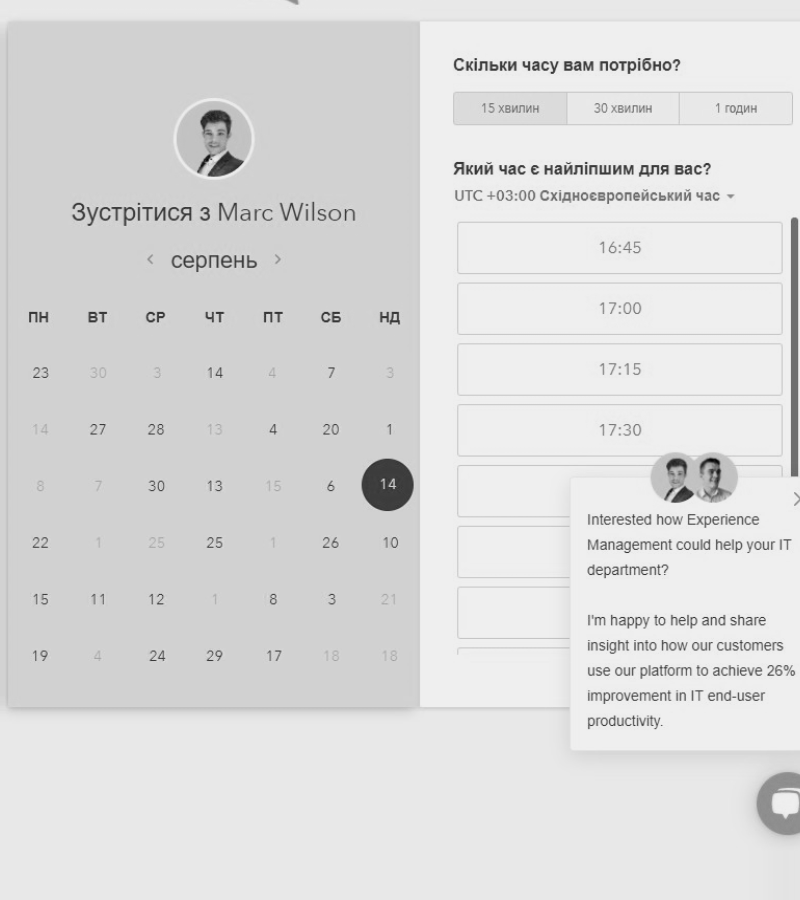 Зустрітися з Marc Wilson
серпень
ПН ВТ СР ЧТ ПТ СБ НД
23 30 3 14 4 7 3
14 27 28 13 4 20 1
8 7 30 13 15 6 14
22 1 25 25 1 26 10
15 11 12 1 8 3 21
19 4 24 29 17 18 18
Скільки часу вам потрібно?
15 хвилин 30 хвилин 1 годин
Який час є найліпшим для вас?
UTC +03:00 Східноєвропейський час
16:45
17:00
17:15
17:30
Interested how Experience
Management could help your IT
department?
I'm happy to help and share
insight into how our customers
use our platform to achieve 26%
improvement in IT end-user
productivity.